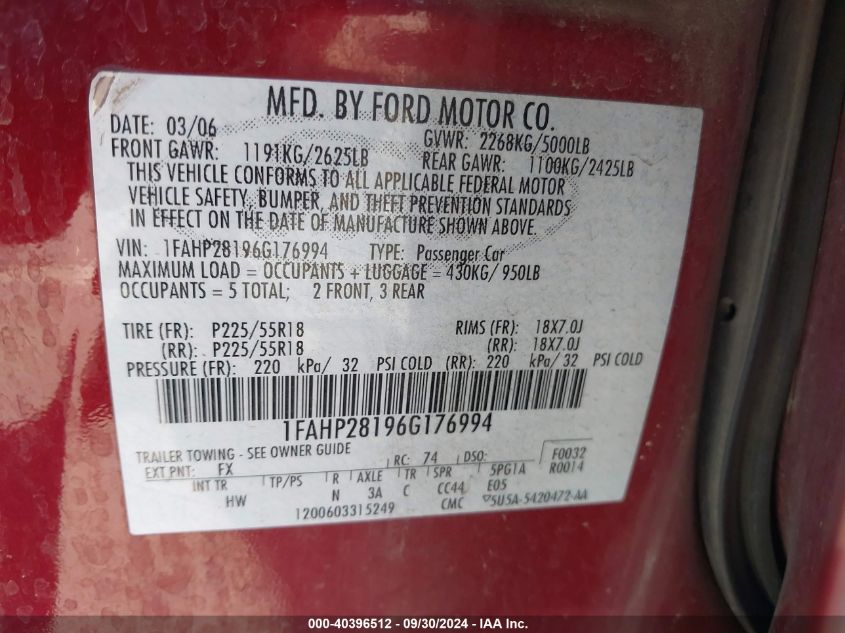 MFD. BY FORD MOTOR CO.
DATE: 03/06 GVWR: 2268KG/5000LB
FRONT GAWR: 1191KG/2625LB REAR GAWR: 1100KG/2425LB
THIS VEHICLE CONFORMS TO ALL APPLICABLE FEDERAL MOTOR
VEHICLE SAFETY, BUMPER, AND THEFT PREVENTION STANDARDS
IN EFFECT ON THE DATE OF MANUFACTURE SHOWN ABOVE.
VIN: 1FAHP28196G176994 TYPE: Passenger Car
MAXIMUM LOAD = OCCUPANTS + LUGGAGE = 430KG/ 950LB
OCCUPANTS = 5 TOTAL; 2 FRONT, 3 REAR
TIRE (FR): P225/55R18 RIMS (FR): 18X7.0J
(RR): P225/55R18 (RR): 18X7.0J
PRESSURE (FR): 220 kPa/ 32 PSI COLD (RR): 220 kPa/ 32 PSI COLD
1FAHP28196G176994
TRAILER TOWING - SEE OWNER GUIDE F0032
EXT PNT: FX RC: 74 DSO: R0014
INT TR TP/PS R AXLE TR SPR 5PG1A
HW N 3A C CC44 E05
1200603315249 CMC ▽5U5A-5420472-AA
000-40396512 - 09/30/2024 - IAA Inc.